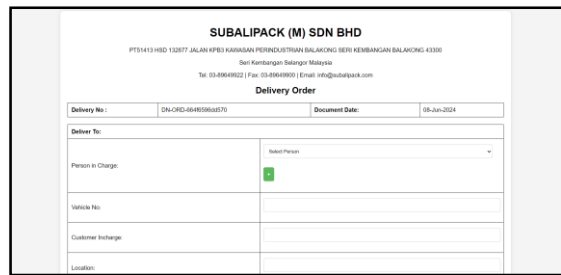 SUBALIPACK (M) SDN BHD
PT51413 HSD 132877 JALAN KPB3 KAWASAN PERINDUSTRIAN BALAKONG SERI KEMBANGAN BALAKONG 43300
Seri Kembangan Selangor Malaysia
Tel: 03-89649922 | Fax: 03-89649900 | Email: info@subalipack.com
Delivery Order
Delivery No : DN-ORD-664f6596dd570 Document Date: 08-Jun-2024
Deliver To:
Person in Charge: Select Person
+
Vehicle No:
Customer Incharge:
Location: